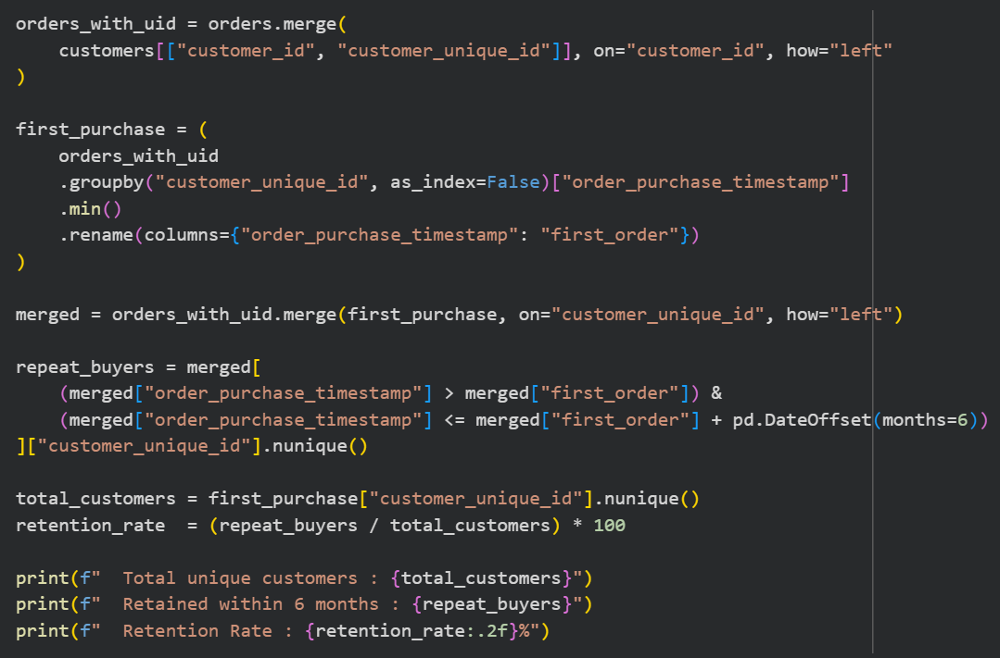 orders_with_uid = orders.merge(
    customers[["customer_id", "customer_unique_id"]], on="customer_id", how="left"
)
first_purchase = (
    orders_with_uid
    .groupby("customer_unique_id", as_index=False)["order_purchase_timestamp"]
    .min()
    .rename(columns={"order_purchase_timestamp": "first_order"})
)
merged = orders_with_uid.merge(first_purchase, on="customer_unique_id", how="left")
repeat_buyers = merged[
    (merged["order_purchase_timestamp"] > merged["first_order"]) &
    (merged["order_purchase_timestamp"] <= merged["first_order"] + pd.DateOffset(months=6))
]["customer_unique_id"].nunique()
total_customers = first_purchase["customer_unique_id"].nunique()
retention_rate  = (repeat_buyers / total_customers) * 100
print(f"  Total unique customers : {total_customers}")
print(f"  Retained within 6 months : {repeat_buyers}")
print(f"  Retention Rate : {retention_rate:.2f}%")